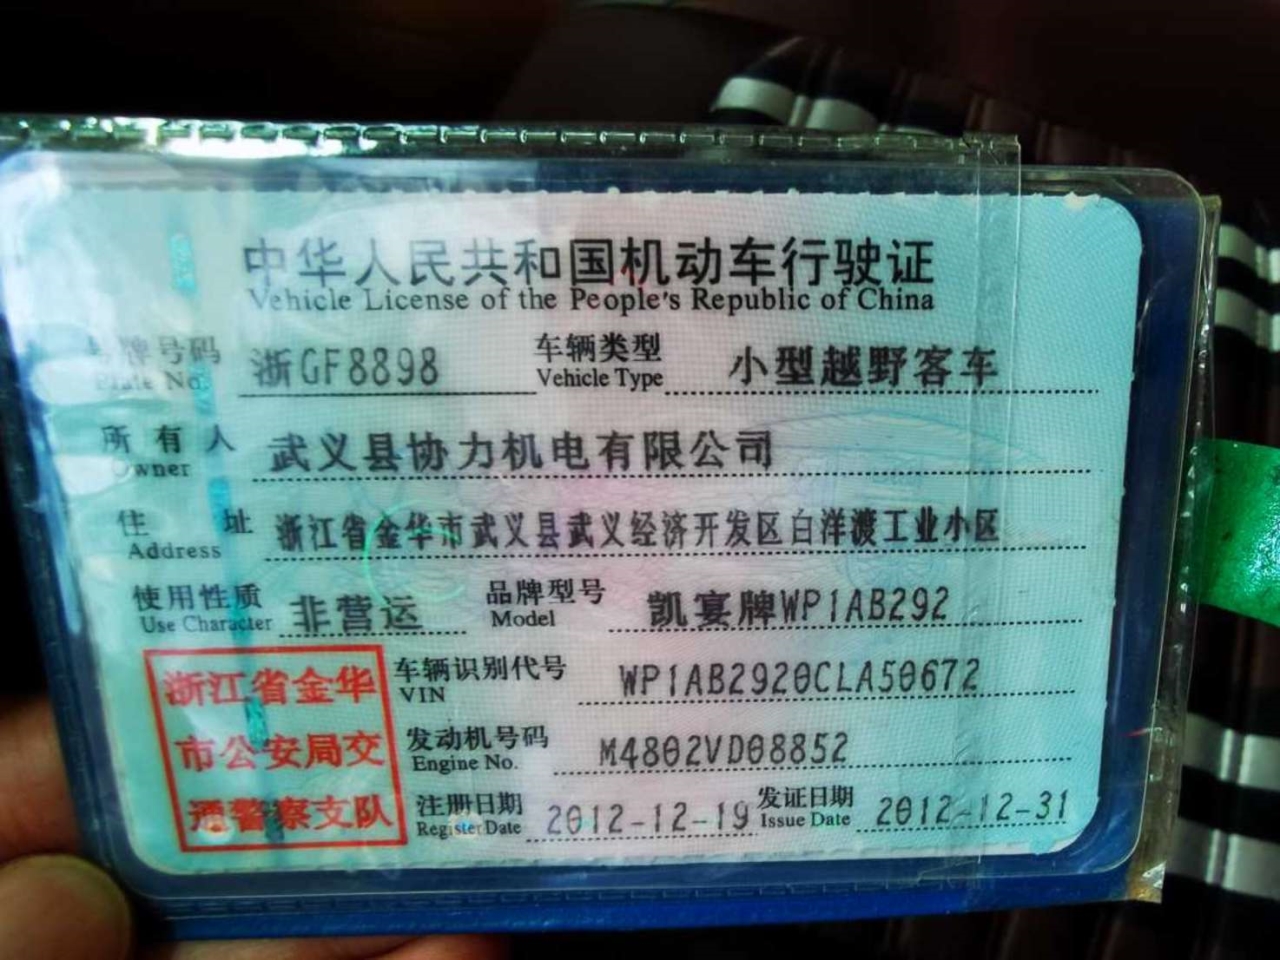 中华人民共和国机动车行驶证
Vehicle License of the People's Republic of China
号牌号码 浙GF8898 车辆类型 小型越野客车
Plate No. Vehicle Type
所有人 武义县协力机电有限公司
Owner
住址 浙江省金华市武义县武义经济开发区白洋渡工业小区
Address
使用性质 非营运 品牌型号 凯宴牌WP1AB292
Use Character Model
浙江省金华
市公安局交
通警察支队
车辆识别代号 WP1AB2920CLA50672
VIN
发动机号码 M4802VD08852
Engine No.
注册日期 2012-12-19 发证日期 2012-12-31
Register Date Issue Date